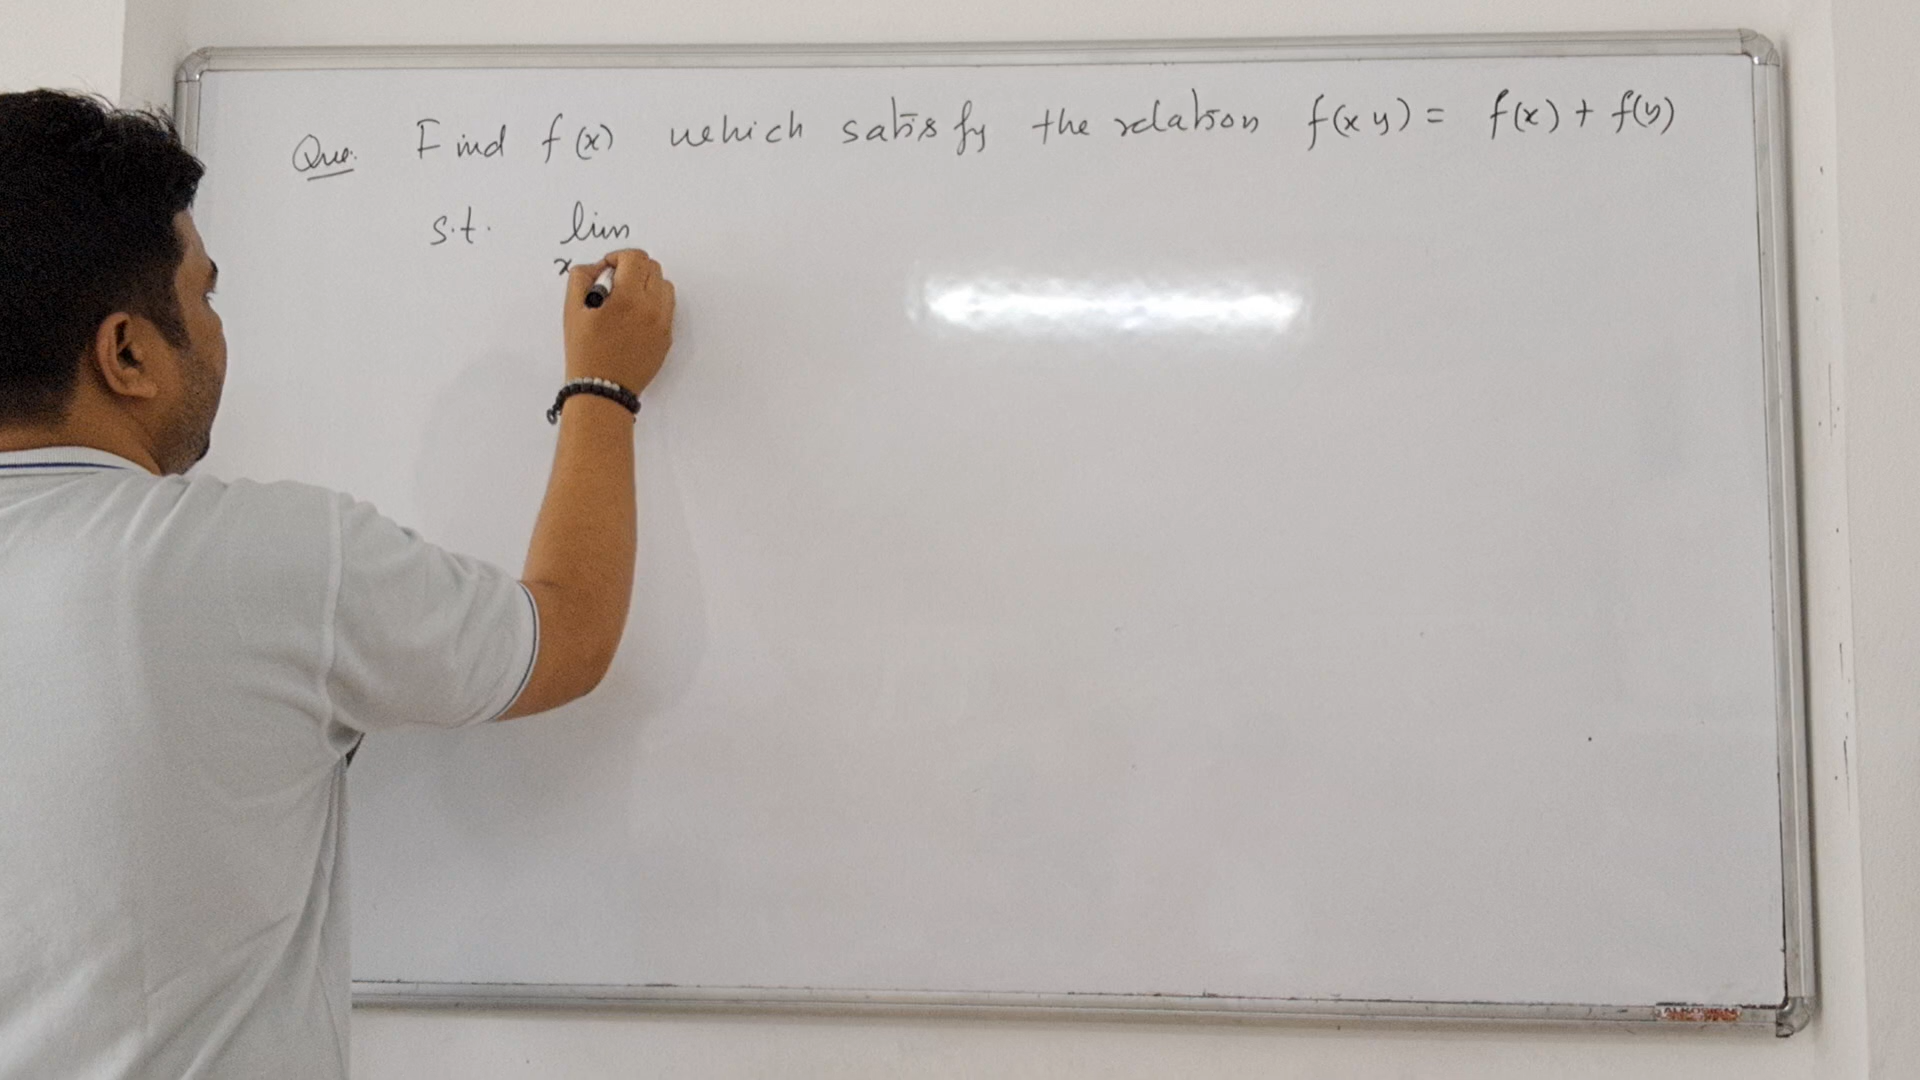 Que. Find f(x) which satisfy the relation f(xy) = f(x) + f(y)
s.t. lim
x